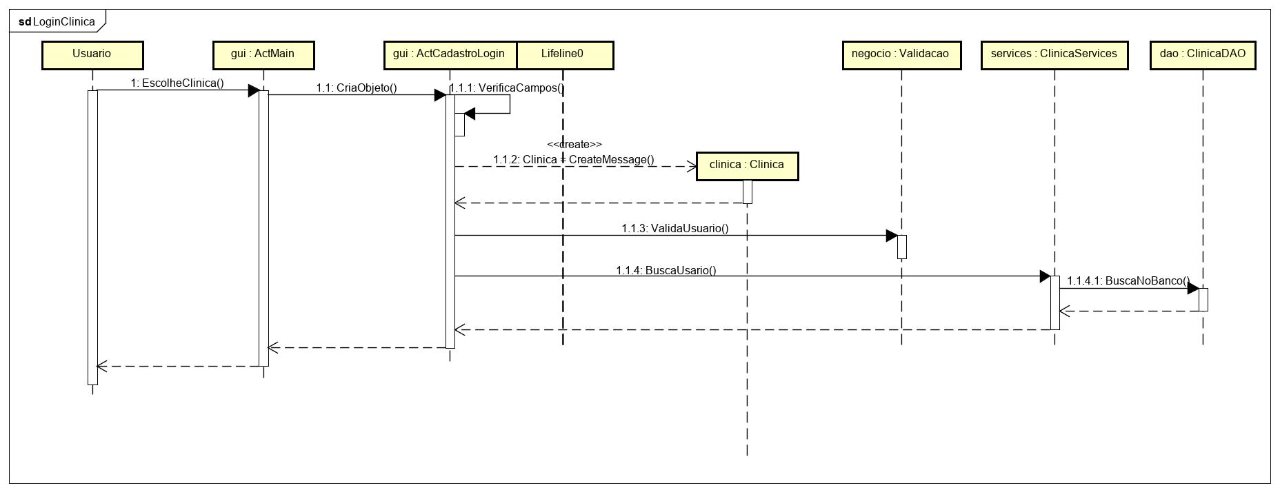 sd LoginClinica
Usuario
gui : ActMain
gui : ActCadastroLogin
Lifeline0
negocio : Validacao
services : ClinicaServices
dao : ClinicaDAO
1: EscolheClinica()
1.1: CriaObjeto()
1.1.1: VerificaCampos()
<<create>>
1.1.2: Clinica = CreateMessage()
clinica : Clinica
1.1.3: ValidaUsuario()
1.1.4: BuscaUsario()
1.1.4.1: BuscaNoBanco()